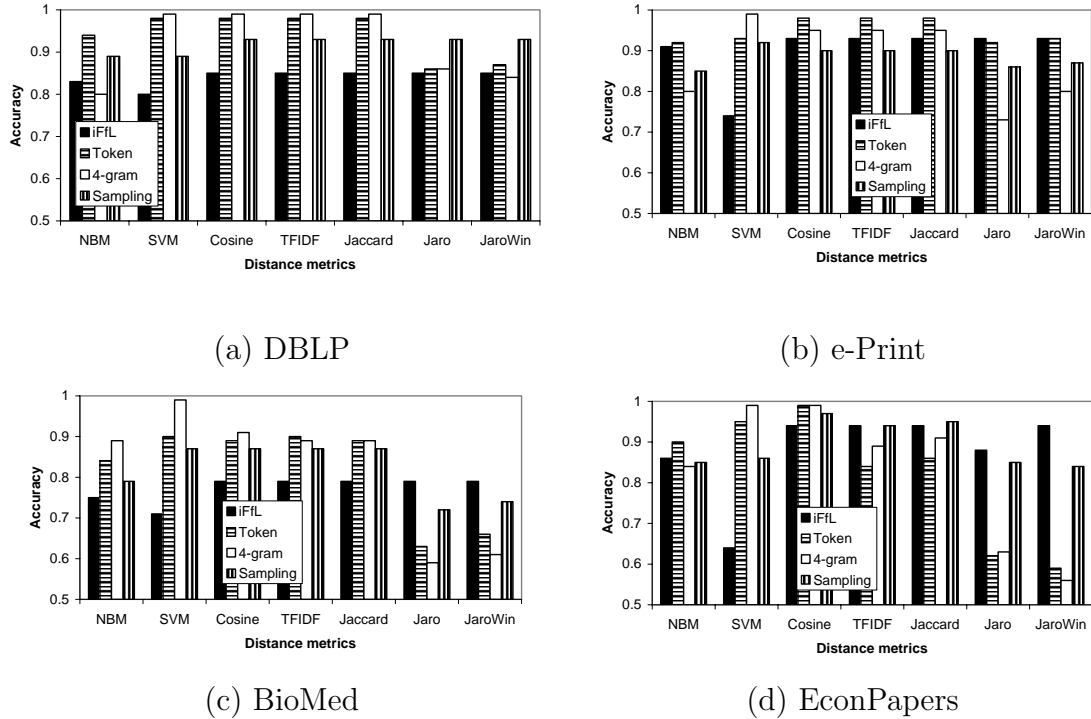 1
0.9
0.8
0.7
0.6
0.5
Accuracy
iFfL
Token
4-gram
Sampling
NBM SVM Cosine TFIDF Jaccard Jaro JaroWin
Distance metrics
(a) DBLP
1
0.9
0.8
0.7
0.6
0.5
Accuracy
iFfL
Token
4-gram
Sampling
NBM SVM Cosine TFIDF Jaccard Jaro JaroWin
Distance metrics
(b) e-Print
1
0.9
0.8
0.7
0.6
0.5
Accuracy
iFfL
Token
4-gram
Sampling
NBM SVM Cosine TFIDF Jaccard Jaro JaroWin
Distance metrics
(c) BioMed
1
0.9
0.8
0.7
0.6
0.5
Accuracy
iFfL
Token
4-gram
Sampling
NBM SVM Cosine TFIDF Jaccard Jaro JaroWin
Distance metrics
(d) EconPapers